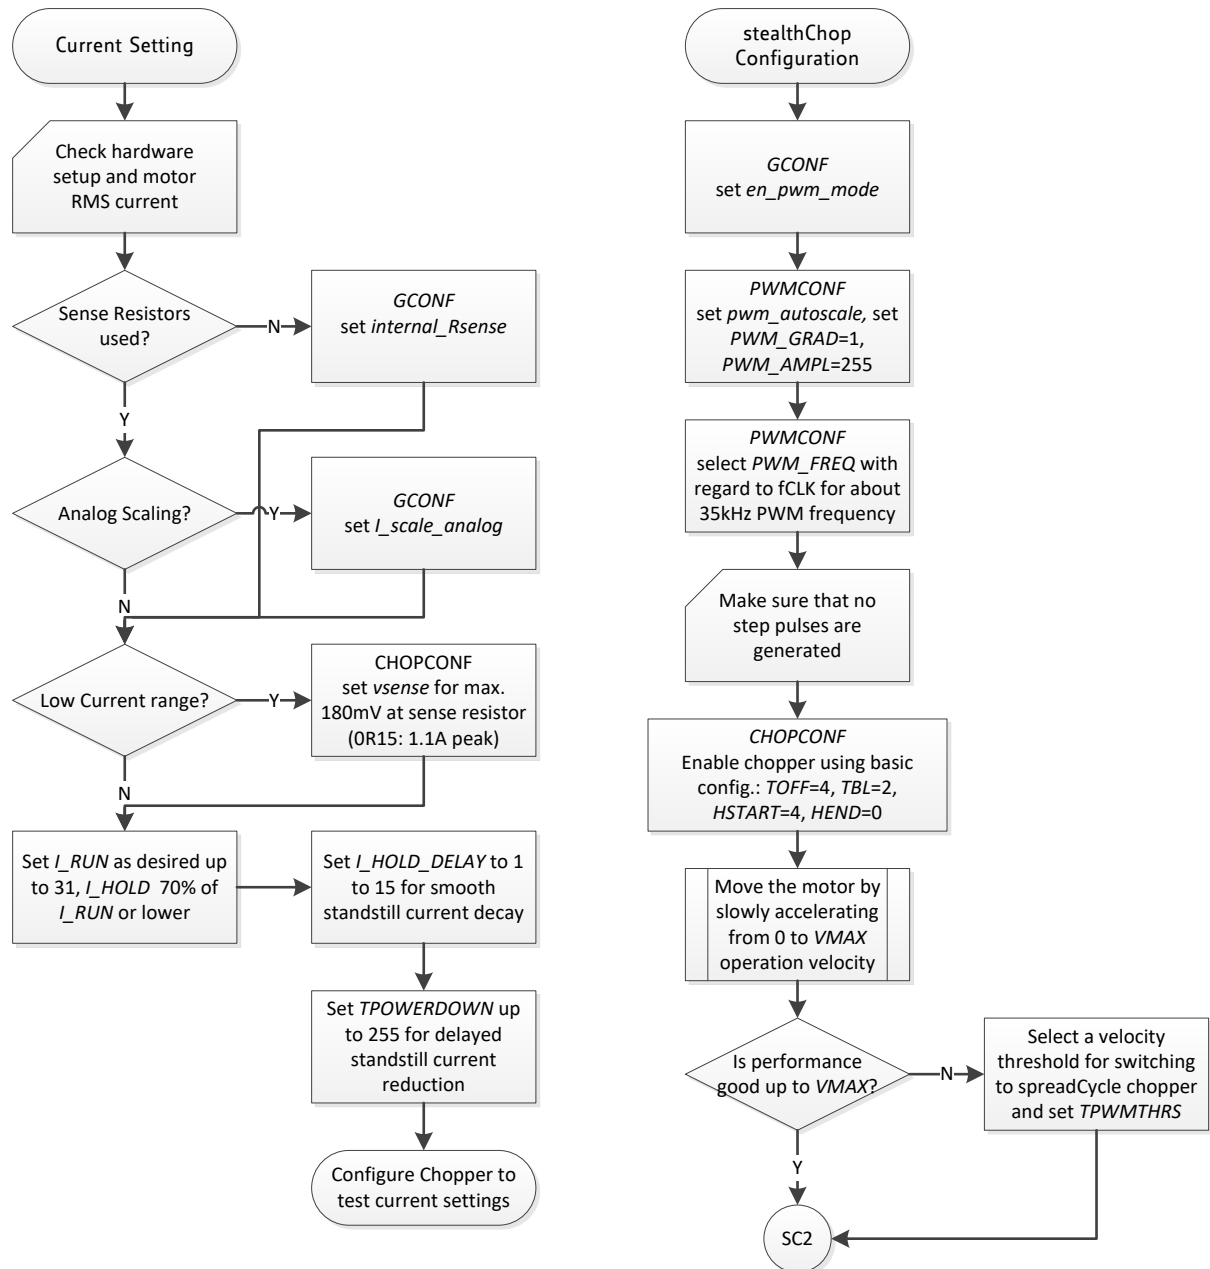 Current Setting
Check hardware
setup and motor
RMS current
Sense Resistors
used?
N
GCONF
set internal_Rsense
Y
Analog Scaling?
Y
GCONF
set I_scale_analog
N
Low Current range?
Y
CHOPCONF
set vsense for max.
180mV at sense resistor
(0R15: 1.1A peak)
N
Set I_RUN as desired up
to 31, I_HOLD 70% of
I_RUN or lower
Set I_HOLD_DELAY to 1
to 15 for smooth
standstill current decay
Set TPOWERDOWN up
to 255 for delayed
standstill current
reduction
Configure Chopper to
test current settings
stealthChop
Configuration
GCONF
set en_pwm_mode
PWMCONF
set pwm_autoscale, set
PWM_GRAD=1,
PWM_AMPL=255
PWMCONF
select PWM_FREQ with
regard to fCLK for about
35kHz PWM frequency
Make sure that no
step pulses are
generated
CHOPCONF
Enable chopper using basic
config.: TOFF=4, TBL=2,
HSTART=4, HEND=0
Move the motor by
slowly accelerating
from 0 to VMAX
operation velocity
Is performance
good up to VMAX?
N
Select a velocity
threshold for switching
to spreadCycle chopper
and set TPWMTHRS
Y
SC2